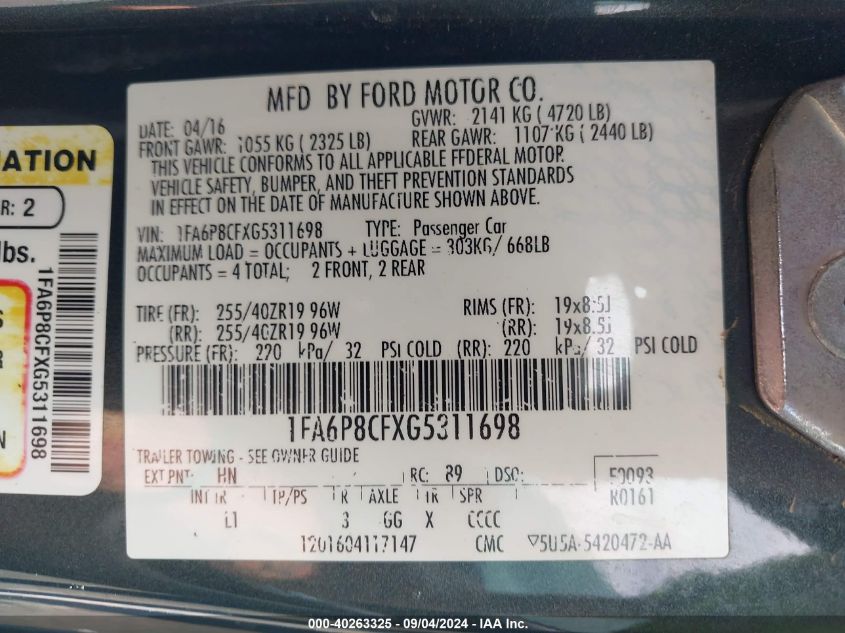 MFD BY FORD MOTOR CO.
DATE: 04/16 GVWR: 2141 KG ( 4720 LB)
FRONT GAWR: 1055 KG ( 2325 LB) REAR GAWR: 1107 KG ( 2440 LB)
THIS VEHICLE CONFORMS TO ALL APPLICABLE FEDERAL MOTOR
VEHICLE SAFETY, BUMPER, AND THEFT PREVENTION STANDARDS
IN EFFECT ON THE DATE OF MANUFACTURE SHOWN ABOVE.
VIN: 1FA6P8CFXG5311698 TYPE: Passenger Car
MAXIMUM LOAD = OCCUPANTS + LUGGAGE = 303KG/ 668LB
OCCUPANTS = 4 TOTAL; 2 FRONT, 2 REAR
TIRE (FR): 255/40ZR19 96W RIMS (FR): 19x8.5J
(RR): 255/40ZR19 96W (RR): 19x8.5J
PRESSURE (FR): 220 kPa/ 32 PSI COLD (RR): 220 kPa/ 32 PSI COLD
1FA6P8CFXG5311698
TRAILER TOWING - SEE OWNER GUIDE
EXT PNT: HN RC: 89 DSO: 50093
INT TR TP/PS R AXLE TR SPR R0161
L1 3 GG X CCCC
1201604117147 CMC ▽5U5A-5420472-AA
ATION
R: 2
lbs.
S
R
N
1FA6P8CFXG5311698
000-40263325 - 09/04/2024 - IAA Inc.